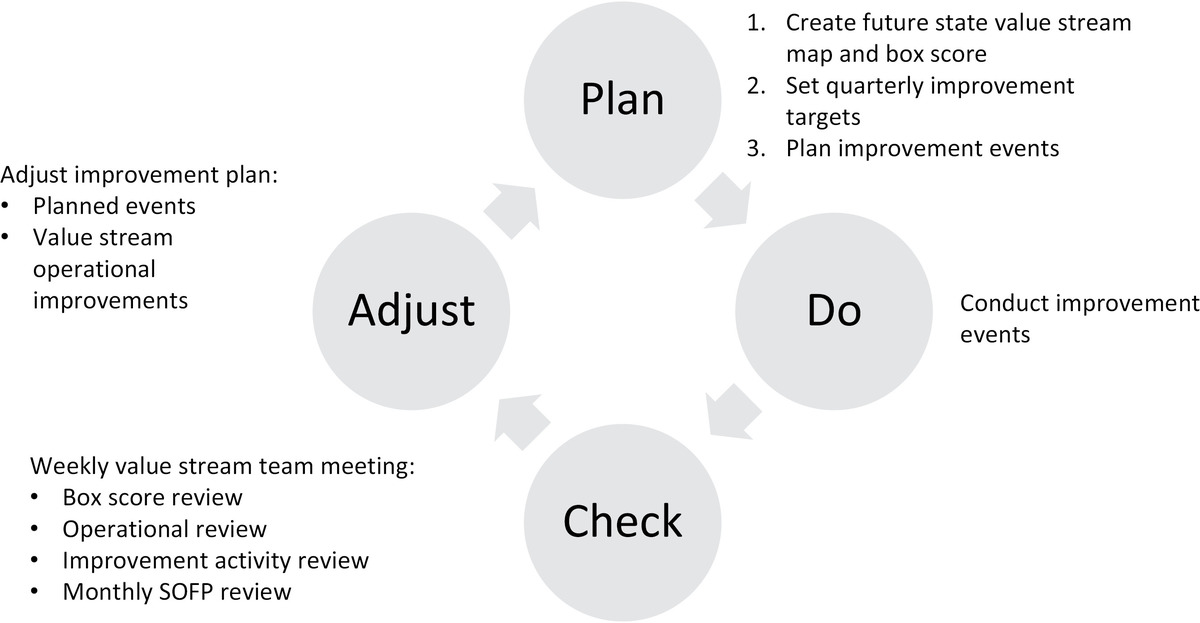 Plan
1. Create future state value stream
map and box score
2. Set quarterly improvement
targets
3. Plan improvement events
Do
Conduct improvement
events
Check
Weekly value stream team meeting:
• Box score review
• Operational review
• Improvement activity review
• Monthly SOFP review
Adjust
Adjust improvement plan:
• Planned events
• Value stream
operational
improvements